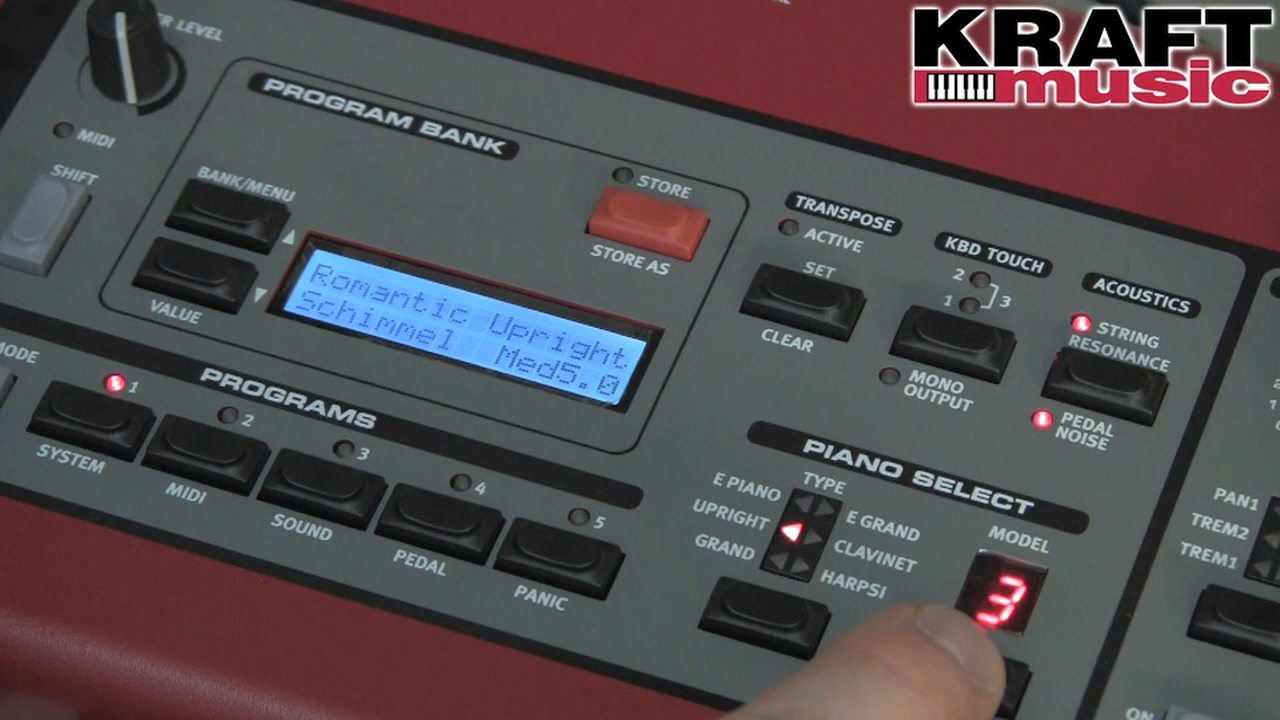 KRAFT
music
LEVEL
MIDI
SHIFT
PROGRAM BANK
BANK/MENU
VALUE
STORE
STORE AS
Romantic Upright
Schimmel Med5.0
TRANSPOSE
ACTIVE
SET
CLEAR
KBD TOUCH
2
1
3
MONO
OUTPUT
ACOUSTICS
STRING
RESONANCE
PEDAL
NOISE
MODE
PROGRAMS
1
2
3
4
5
SYSTEM
MIDI
SOUND
PEDAL
PANIC
PIANO SELECT
TYPE
E PIANO
UPRIGHT
GRAND
E GRAND
CLAVINET
HARPSI
MODEL
3
PAN1
TREM2
TREM1
ON